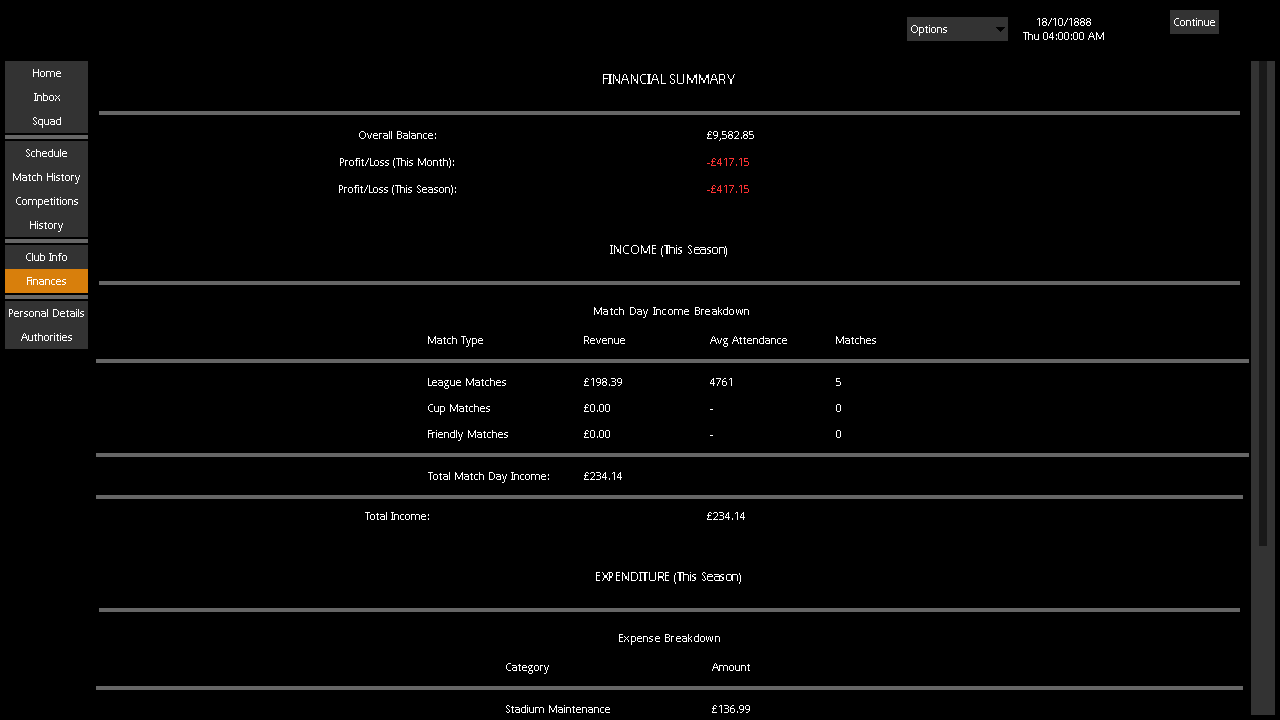 Options
18/10/1888
Thu 04:00:00 AM
Continue
Home
Inbox
Squad
Schedule
Match History
Competitions
History
Club Info
Finances
Personal Details
Authorities
FINANCIAL SUMMARY
Overall Balance: £9,582.85
Profit/Loss (This Month): -£417.15
Profit/Loss (This Season): -£417.15
INCOME (This Season)
Match Day Income Breakdown
Match Type Revenue Avg Attendance Matches
League Matches £198.39 4761 5
Cup Matches £0.00 - 0
Friendly Matches £0.00 - 0
Total Match Day Income: £234.14
Total Income: £234.14
EXPENDITURE (This Season)
Expense Breakdown
Category Amount
Stadium Maintenance £136.99